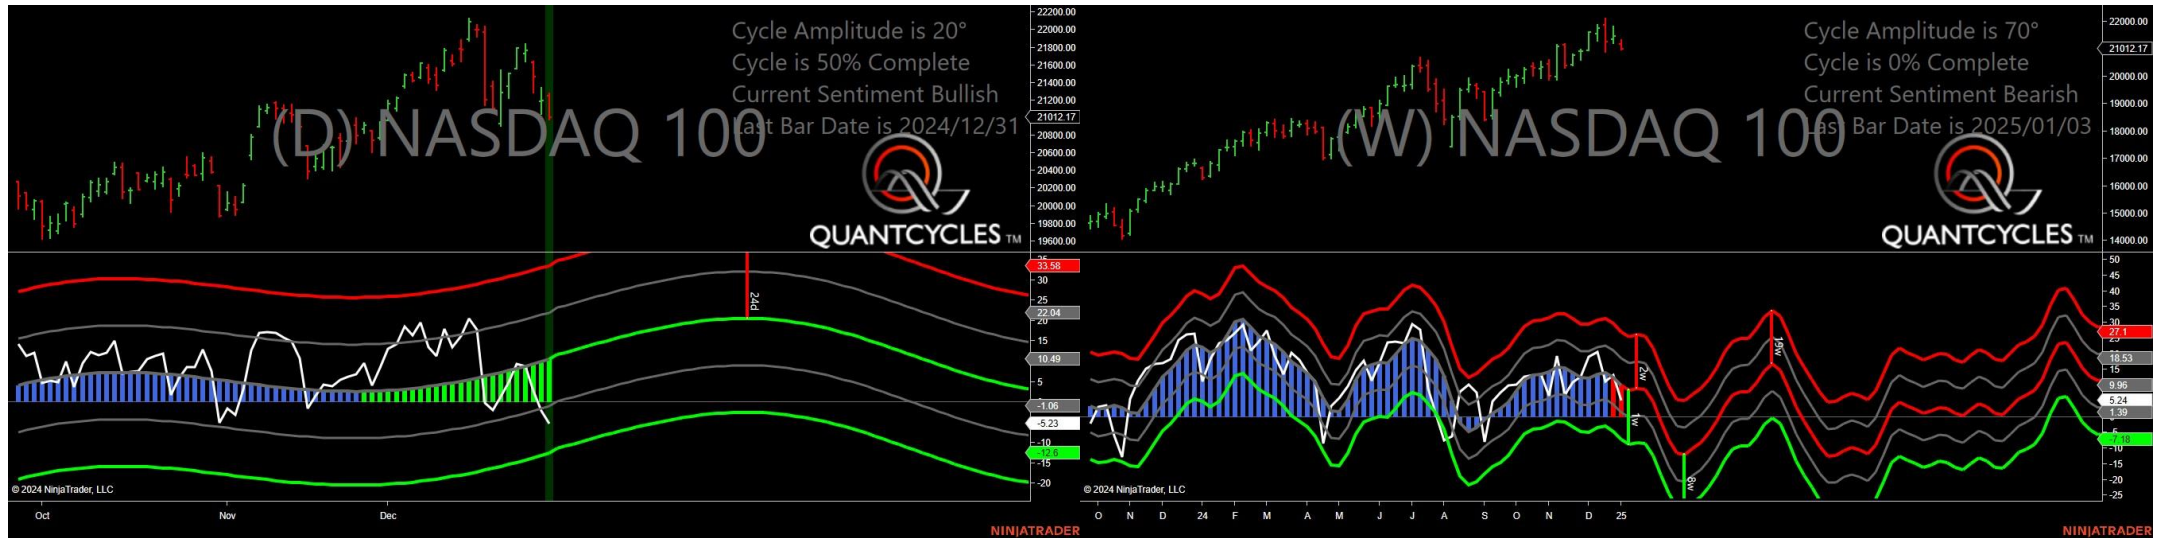 Cycle Amplitude is 20°
Cycle is 50% Complete
Current Sentiment Bullish
Last Bar Date is 2024/12/31
(D) NASDAQ 100
QUANTCYCLES TM
22200.00
22000.00
21800.00
21600.00
21400.00
21200.00
21012.17
20800.00
20600.00
20400.00
20200.00
20000.00
19800.00
19600.00
35
33.58
30
25
22.04
20
15
10.49
5
-1.06
-5.23
-10
-12.6
-15
-20
24d
© 2024 NinjaTrader, LLC
Oct Nov Dec
NINJATRADER
Cycle Amplitude is 70°
Cycle is 0% Complete
Current Sentiment Bearish
Last Bar Date is 2025/01/03
(W) NASDAQ 100
QUANTCYCLES TM
22000.00
21012.17
20000.00
19000.00
18000.00
17000.00
16000.00
15000.00
14000.00
50
45
40
35
30
27.1
25
18.53
15
9.96
5.24
1.39
-5
-7.18
-10
-15
-20
-25
2w
1w
8w
19w
© 2024 NinjaTrader, LLC
O N D 24 F M A M J J A S O N D 25
NINJATRADER